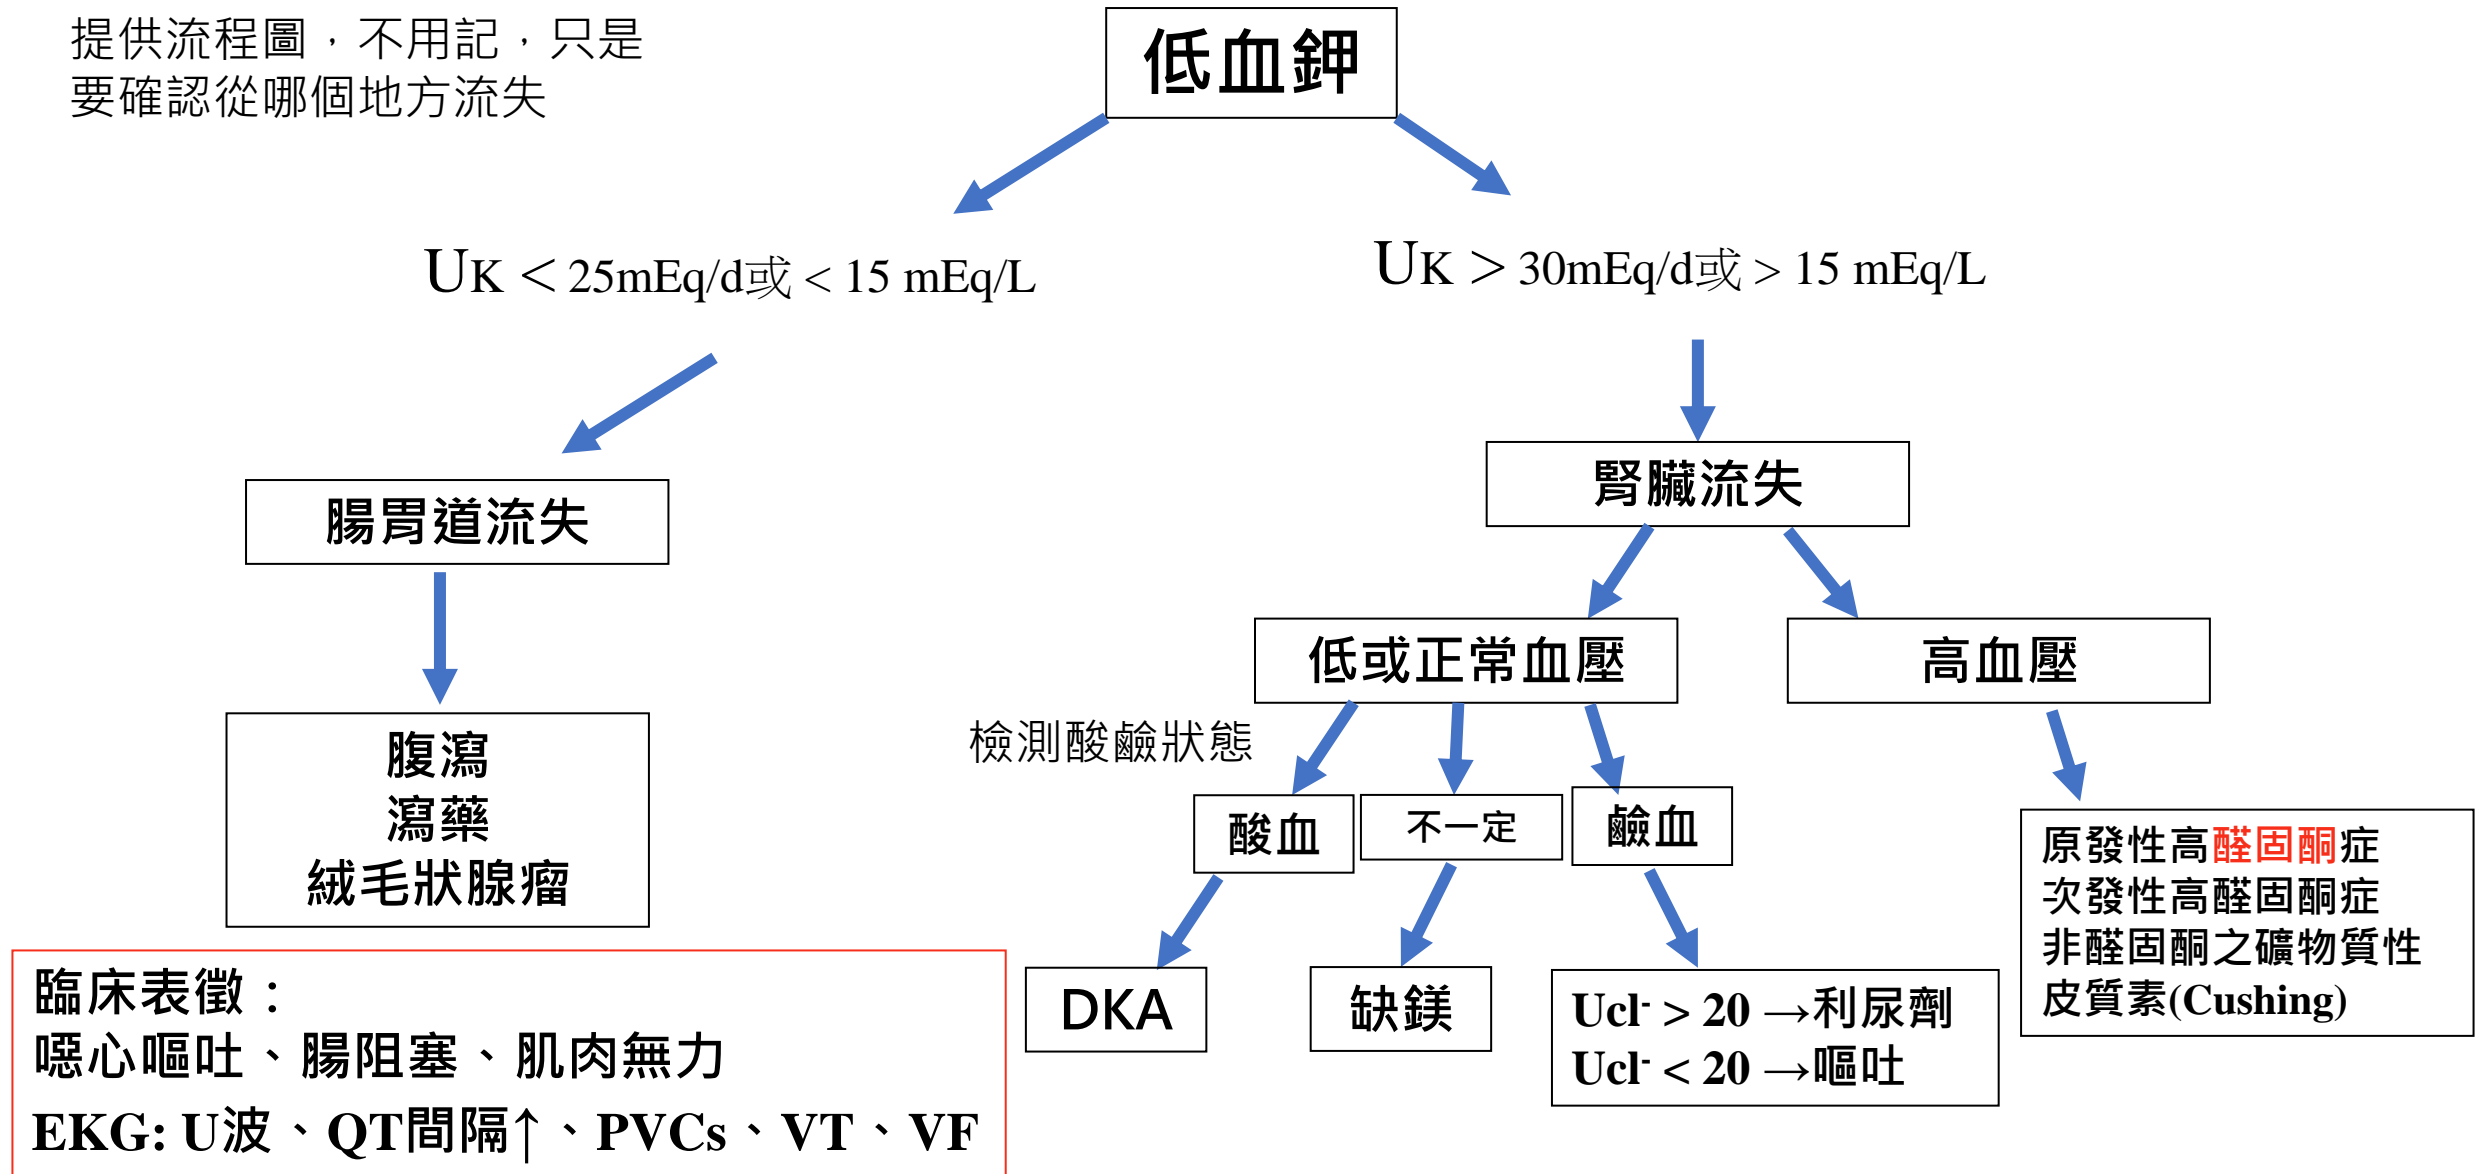 提供流程圖，不用記，只是
要確認從哪個地方流失
低血鉀
UK < 25mEq/d或 < 15 mEq/L
UK > 30mEq/d或 > 15 mEq/L
腸胃道流失
腎臟流失
低或正常血壓
高血壓
腹瀉
瀉藥
絨毛狀腺瘤
檢測酸鹼狀態
酸血
不一定
鹼血
原發性高醛固酮症
次發性高醛固酮症
非醛固酮之礦物質性
皮質素(Cushing)
DKA
缺鎂
Ucl⁻ > 20 →利尿劑
Ucl⁻ < 20 →嘔吐
臨床表徵：
噁心嘔吐、腸阻塞、肌肉無力
EKG: U波、QT間隔↑、PVCs、VT、VF